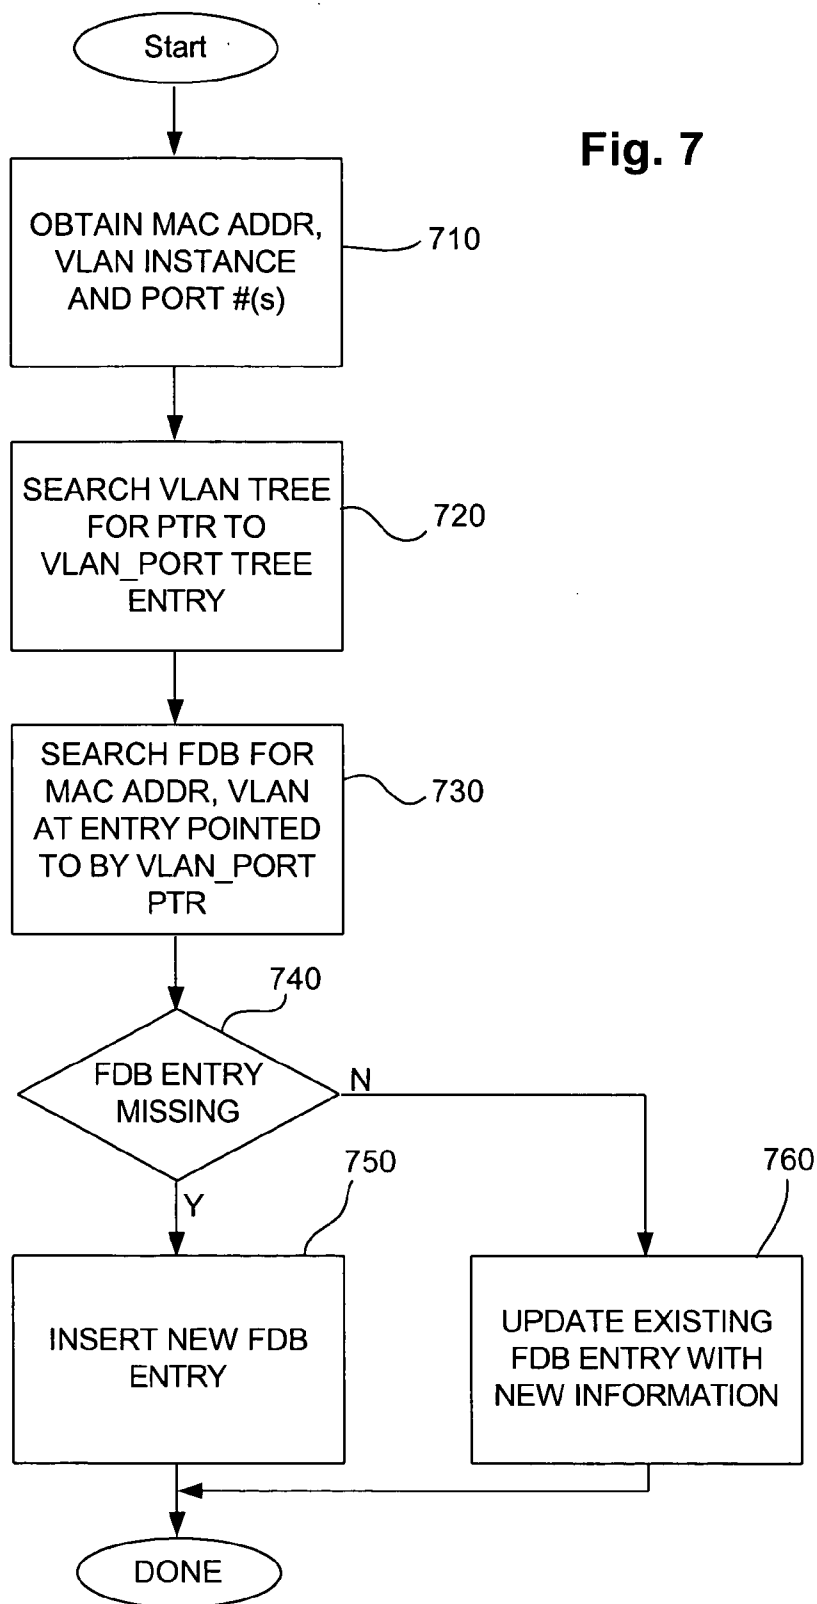 Start
Fig. 7
OBTAIN MAC ADDR,
VLAN INSTANCE
AND PORT #(s)
710
SEARCH VLAN TREE
FOR PTR TO
VLAN_PORT TREE
ENTRY
720
SEARCH FDB FOR
MAC ADDR, VLAN
AT ENTRY POINTED
TO BY VLAN_PORT
PTR
730
740
FDB ENTRY
MISSING
N
Y
750
760
INSERT NEW FDB
ENTRY
UPDATE EXISTING
FDB ENTRY WITH
NEW INFORMATION
DONE